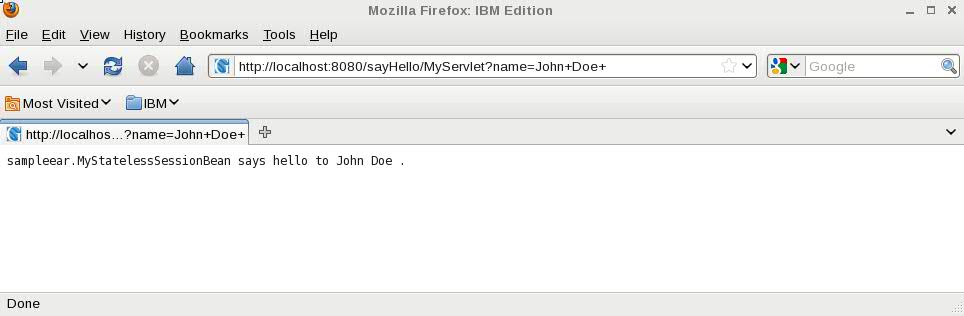 Mozilla Firefox: IBM Edition
File Edit View History Bookmarks Tools Help
http://localhost:8080/sayHello/MyServlet?name=John+Doe+ Google
Most Visited IBM
http://localhos...?name=John+Doe+
sampleear.MyStatelessSessionBean says hello to John Doe .
Done